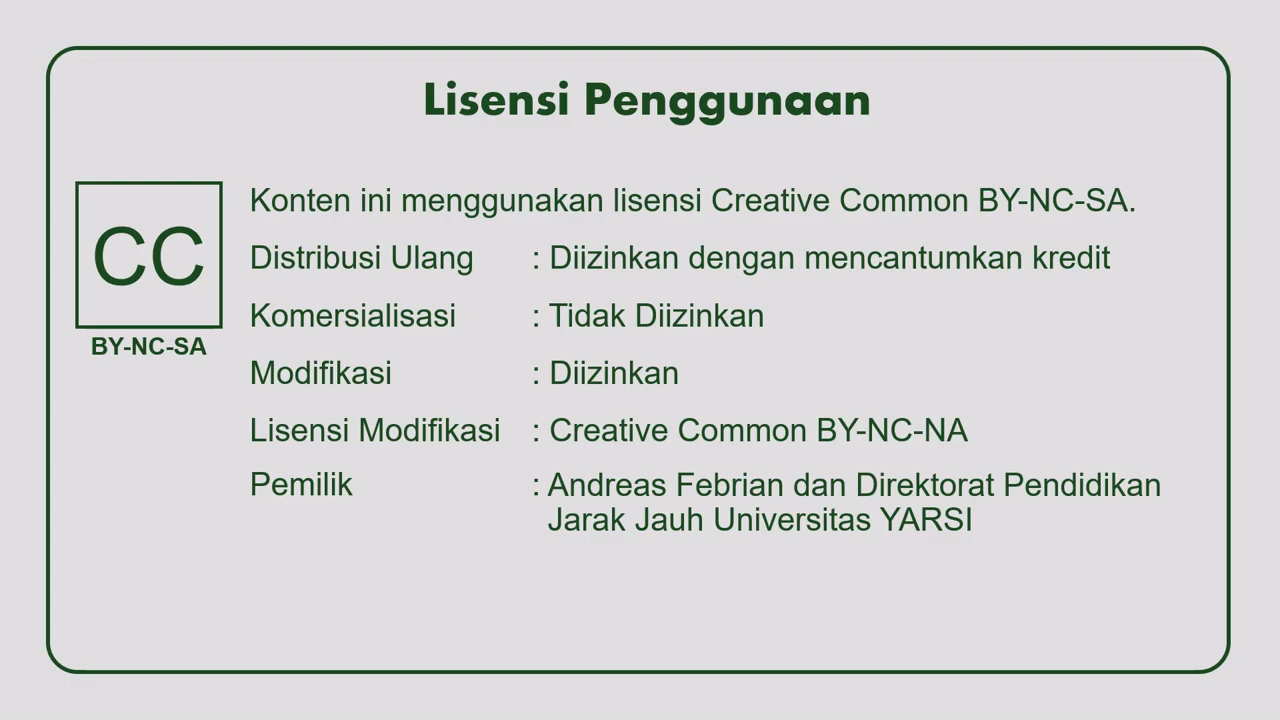 Lisensi Penggunaan
CC
BY-NC-SA
Konten ini menggunakan lisensi Creative Common BY-NC-SA.
Distribusi Ulang : Diizinkan dengan mencantumkan kredit
Komersialisasi : Tidak Diizinkan
Modifikasi : Diizinkan
Lisensi Modifikasi : Creative Common BY-NC-NA
Pemilik : Andreas Febrian dan Direktorat Pendidikan
Jarak Jauh Universitas YARSI